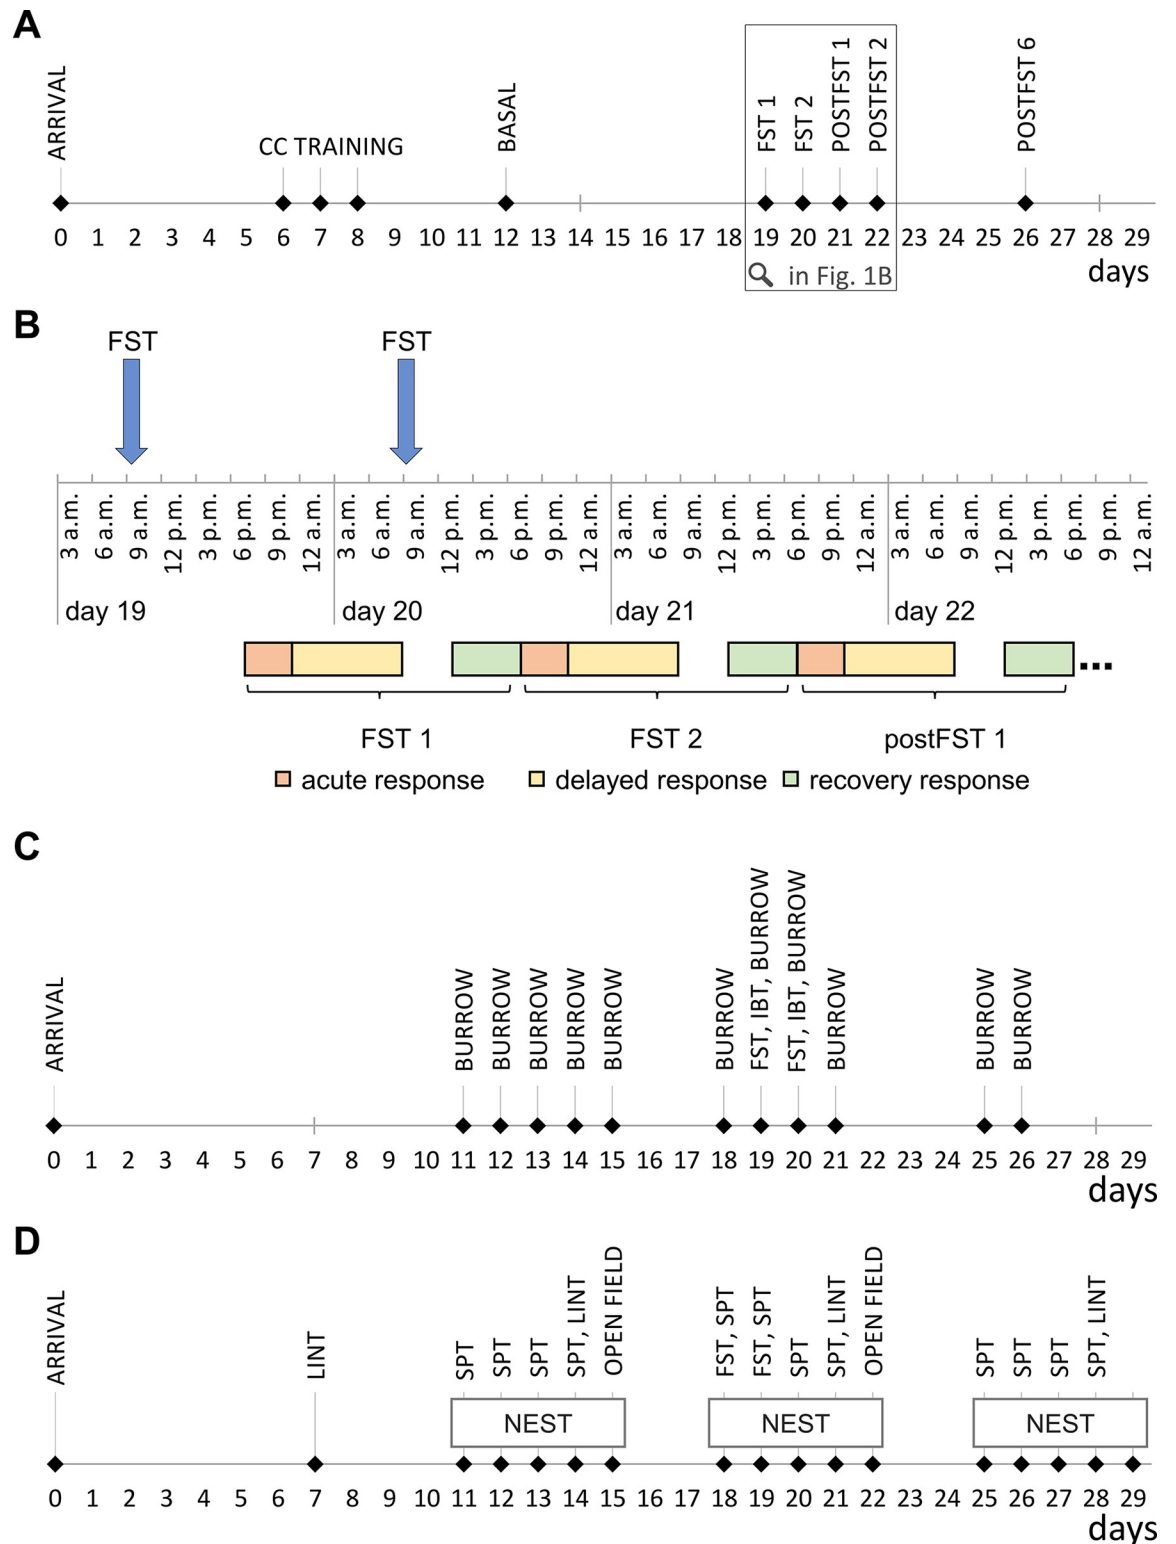 A
ARRIVAL
CC TRAINING
BASAL
FST 1
FST 2
POSTFST 1
POSTFST 2
POSTFST 6
0 1 2 3 4 5 6 7 8 9 10 11 12 13 14 15 16 17 18 19 20 21 22 23 24 25 26 27 28 29
in Fig. 1B
days
B
FST FST
3 a.m. 6 a.m. 9 a.m. 12 p.m. 3 p.m. 6 p.m. 9 p.m. 12 a.m. 3 a.m. 6 a.m. 9 a.m. 12 p.m. 3 p.m. 6 p.m. 9 p.m. 12 a.m. 3 a.m. 6 a.m. 9 a.m. 12 p.m. 3 p.m. 6 p.m. 9 p.m. 12 a.m. 3 a.m. 6 a.m. 9 a.m. 12 p.m. 3 p.m. 6 p.m. 9 p.m. 12 a.m.
day 19 day 20 day 21 day 22
...
FST 1 FST 2 postFST 1
acute response delayed response recovery response
C
ARRIVAL
BURROW
BURROW
BURROW
BURROW
BURROW
BURROW
FST, IBT, BURROW
FST, IBT, BURROW
BURROW
BURROW
BURROW
0 1 2 3 4 5 6 7 8 9 10 11 12 13 14 15 16 17 18 19 20 21 22 23 24 25 26 27 28 29
days
D
ARRIVAL
LINT
SPT
SPT
SPT
SPT, LINT
OPEN FIELD
FST, SPT
FST, SPT
SPT
SPT, LINT
OPEN FIELD
SPT
SPT
SPT
SPT, LINT
NEST NEST NEST
0 1 2 3 4 5 6 7 8 9 10 11 12 13 14 15 16 17 18 19 20 21 22 23 24 25 26 27 28 29
days